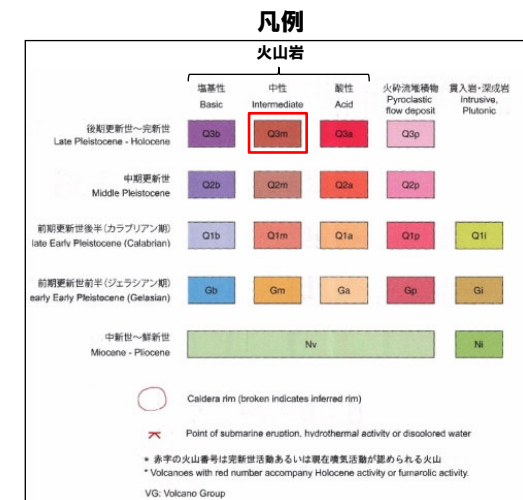 凡例
火山岩
塩基性 中性 酸性 火砕流堆積物 貫入岩・深成岩
Basic Intermediate Acid Pyroclastic flow deposit Intrusive, Plutonic
後期更新世～完新世
Late Pleistocene - Holocene
Q3b Q3m Q3a Q3p
中期更新世
Middle Pleistocene
Q2b Q2m Q2a Q2p
前期更新世後半(カラブリアン期)
late Early Pleistocene (Calabrian)
Q1b Q1m Q1a Q1p Q1i
前期更新世前半(ジェラシアン期)
early Early Pleistocene (Gelasian)
Gb Gm Ga Gp Gi
中新世～鮮新世
Miocene - Pliocene
Nv Ni
Caldera rim (broken indicates inferred rim)
Point of submarine eruption, hydrothermal activity or discolored water
* 赤字の火山番号は完新世活動あるいは現在噴気活動が認められる火山
* Volcanoes with red number accompany Holocene activity or fumarolic activity.
VG: Volcano Group